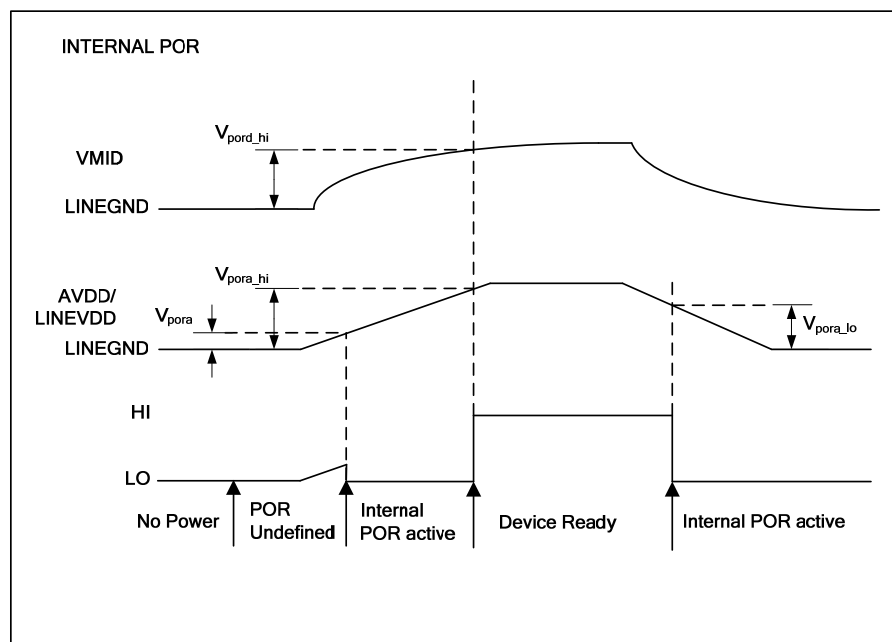 INTERNAL POR
Vpord_hi
VMID
LINEGND
Vpora_hi
AVDD/
LINEVDD
Vpora
LINEGND
Vpora_lo
HI
LO
No Power
POR
Undefined
Internal
POR active
Device Ready
Internal POR active